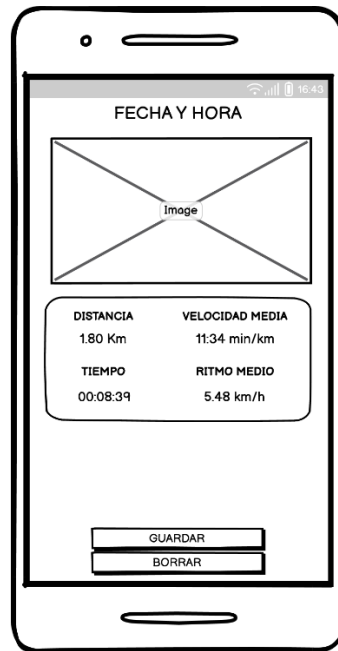 16:43
FECHA Y HORA
Image
DISTANCIA VELOCIDAD MEDIA
1.80 Km 11:34 min/km
TIEMPO RITMO MEDIO
00:08:39 5.48 km/h
GUARDAR
BORRAR